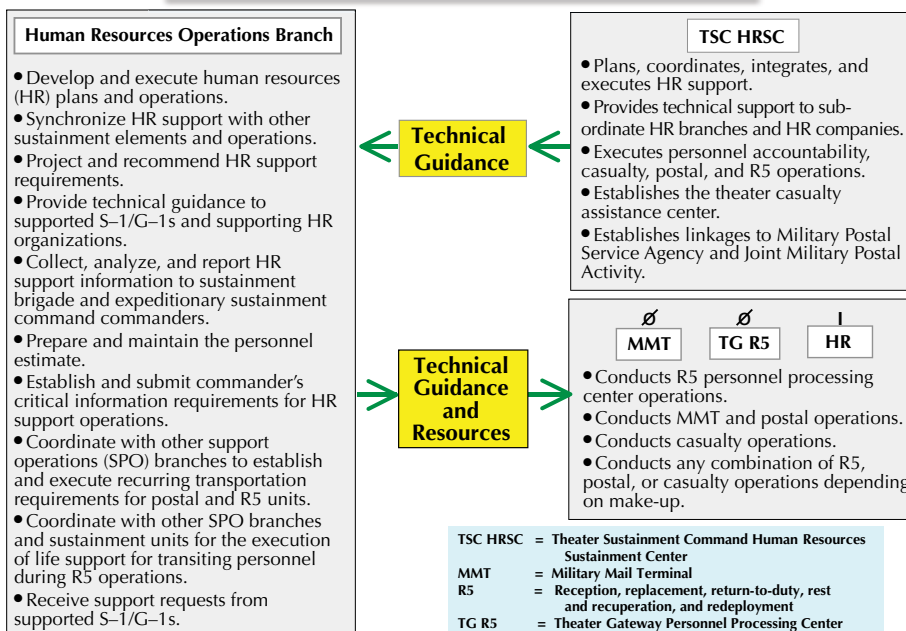 Human Resources Operations Branch
• Develop and execute human resources
(HR) plans and operations.
• Synchronize HR support with other
sustainment elements and operations.
• Project and recommend HR support
requirements.
• Provide technical guidance to
supported S–1/G–1s and supporting HR
organizations.
• Collect, analyze, and report HR
support information to sustainment
brigade and expeditionary sustainment
command commanders.
• Prepare and maintain the personnel
estimate.
• Establish and submit commander's
critical information requirements for HR
support operations.
• Coordinate with other support
operations (SPO) branches to establish
and execute recurring transportation
requirements for postal and R5 units.
• Coordinate with other SPO branches
and sustainment units for the execution
of life support for transiting personnel
during R5 operations.
• Receive support requests from
supported S–1/G–1s.
Technical
Guidance
TSC HRSC
• Plans, coordinates, integrates, and
executes HR support.
• Provides technical support to sub-
ordinate HR branches and HR companies.
• Executes personnel accountability,
casualty, postal, and R5 operations.
• Establishes the theater casualty
assistance center.
• Establishes linkages to Military Postal
Service Agency and Joint Military Postal
Activity.
Technical
Guidance
and
Resources
Ø Ø I
MMT TG R5 HR
• Conducts R5 personnel processing
center operations.
• Conducts MMT and postal operations.
• Conducts casualty operations.
• Conducts any combination of R5,
postal, or casualty operations depending
on make-up.
TSC HRSC = Theater Sustainment Command Human Resources
Sustainment Center
MMT = Military Mail Terminal
R5 = Reception, replacement, return-to-duty, rest
and recuperation, and redeployment
TG R5 = Theater Gateway Personnel Processing Center